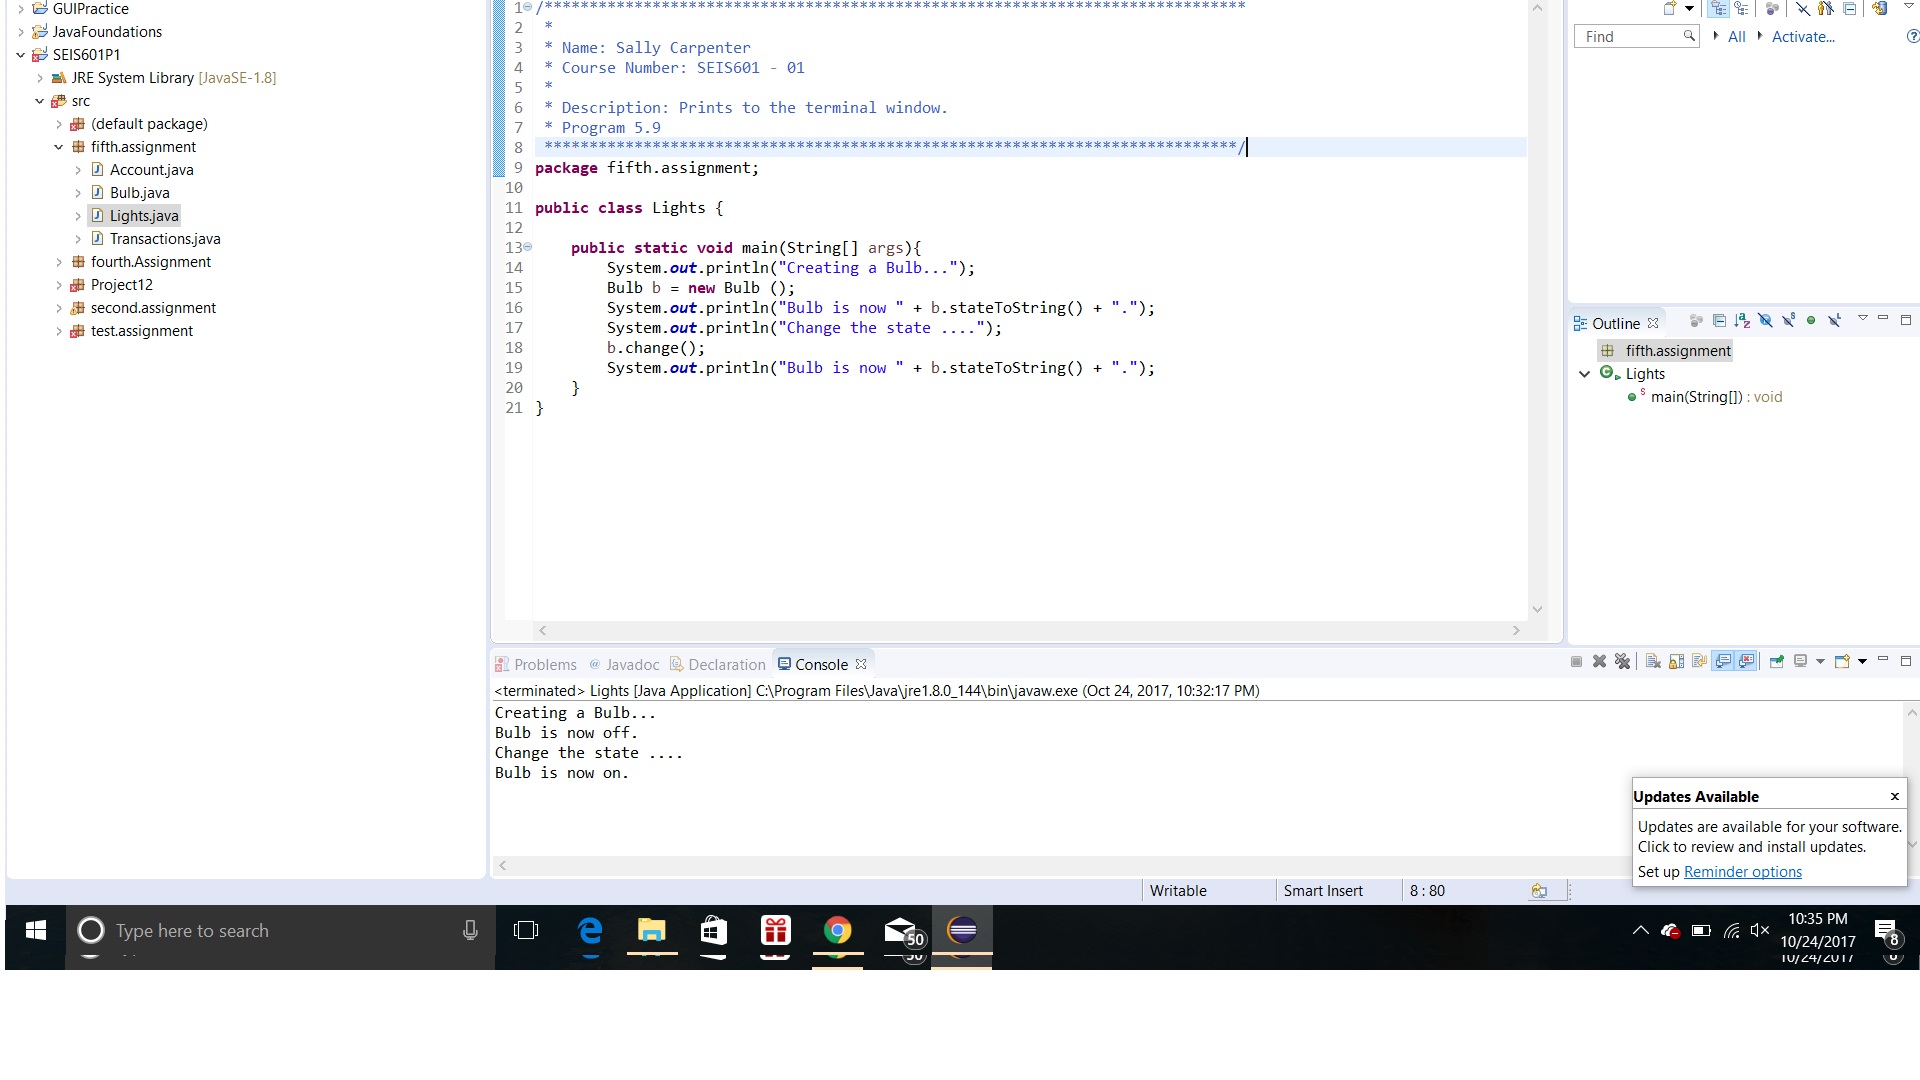 GUIPractice
JavaFoundations
SEIS601P1
JRE System Library [JavaSE-1.8]
src
(default package)
fifth.assignment
Account.java
Bulb.java
Lights.java
Transactions.java
fourth.Assignment
Project12
second.assignment
test.assignment
1 /******************************************************************************
2 *
3 * Name: Sally Carpenter
4 * Course Number: SEIS601 - 01
5 *
6 * Description: Prints to the terminal window.
7 * Program 5.9
8 *****************************************************************************/
9 package fifth.assignment;
10
11 public class Lights {
12
13 public static void main(String[] args){
14 System.out.println("Creating a Bulb...");
15 Bulb b = new Bulb ();
16 System.out.println("Bulb is now " + b.stateToString() + ".");
17 System.out.println("Change the state ....");
18 b.change();
19 System.out.println("Bulb is now " + b.stateToString() + ".");
20 }
21 }
Find All Activate...
Outline
fifth.assignment
Lights
main(String[]) : void
Problems @ Javadoc Declaration Console
<terminated> Lights [Java Application] C:\Program Files\Java\jre1.8.0_144\bin\javaw.exe (Oct 24, 2017, 10:32:17 PM)
Creating a Bulb...
Bulb is now off.
Change the state ....
Bulb is now on.
Updates Available x
Updates are available for your software.
Click to review and install updates.
Set up Reminder options
Writable Smart Insert 8 : 80
Type here to search
50
10:35 PM
10/24/2017
8